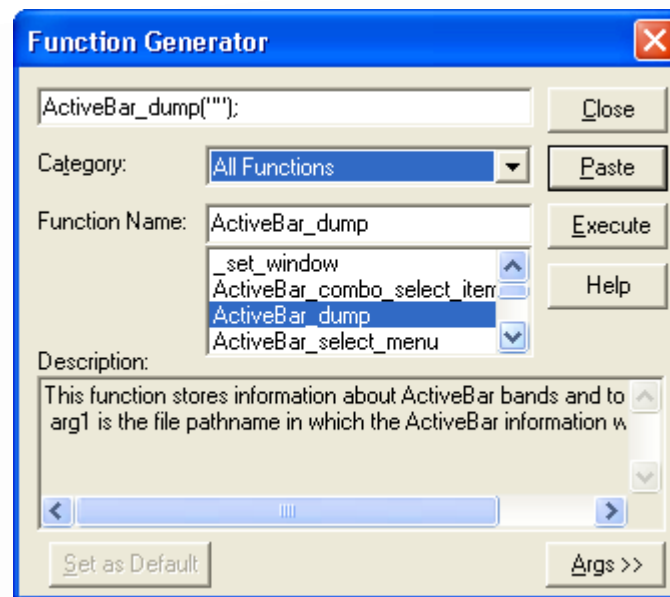 Function Generator
ActiveBar_dump("");
Close
Category:
All Functions
Paste
Function Name:
ActiveBar_dump
Execute
_set_window
ActiveBar_combo_select_item
ActiveBar_dump
ActiveBar_select_menu
Help
Description:
This function stores information about ActiveBar bands and to
arg1 is the file pathname in which the ActiveBar information w
Set as Default
Args >>